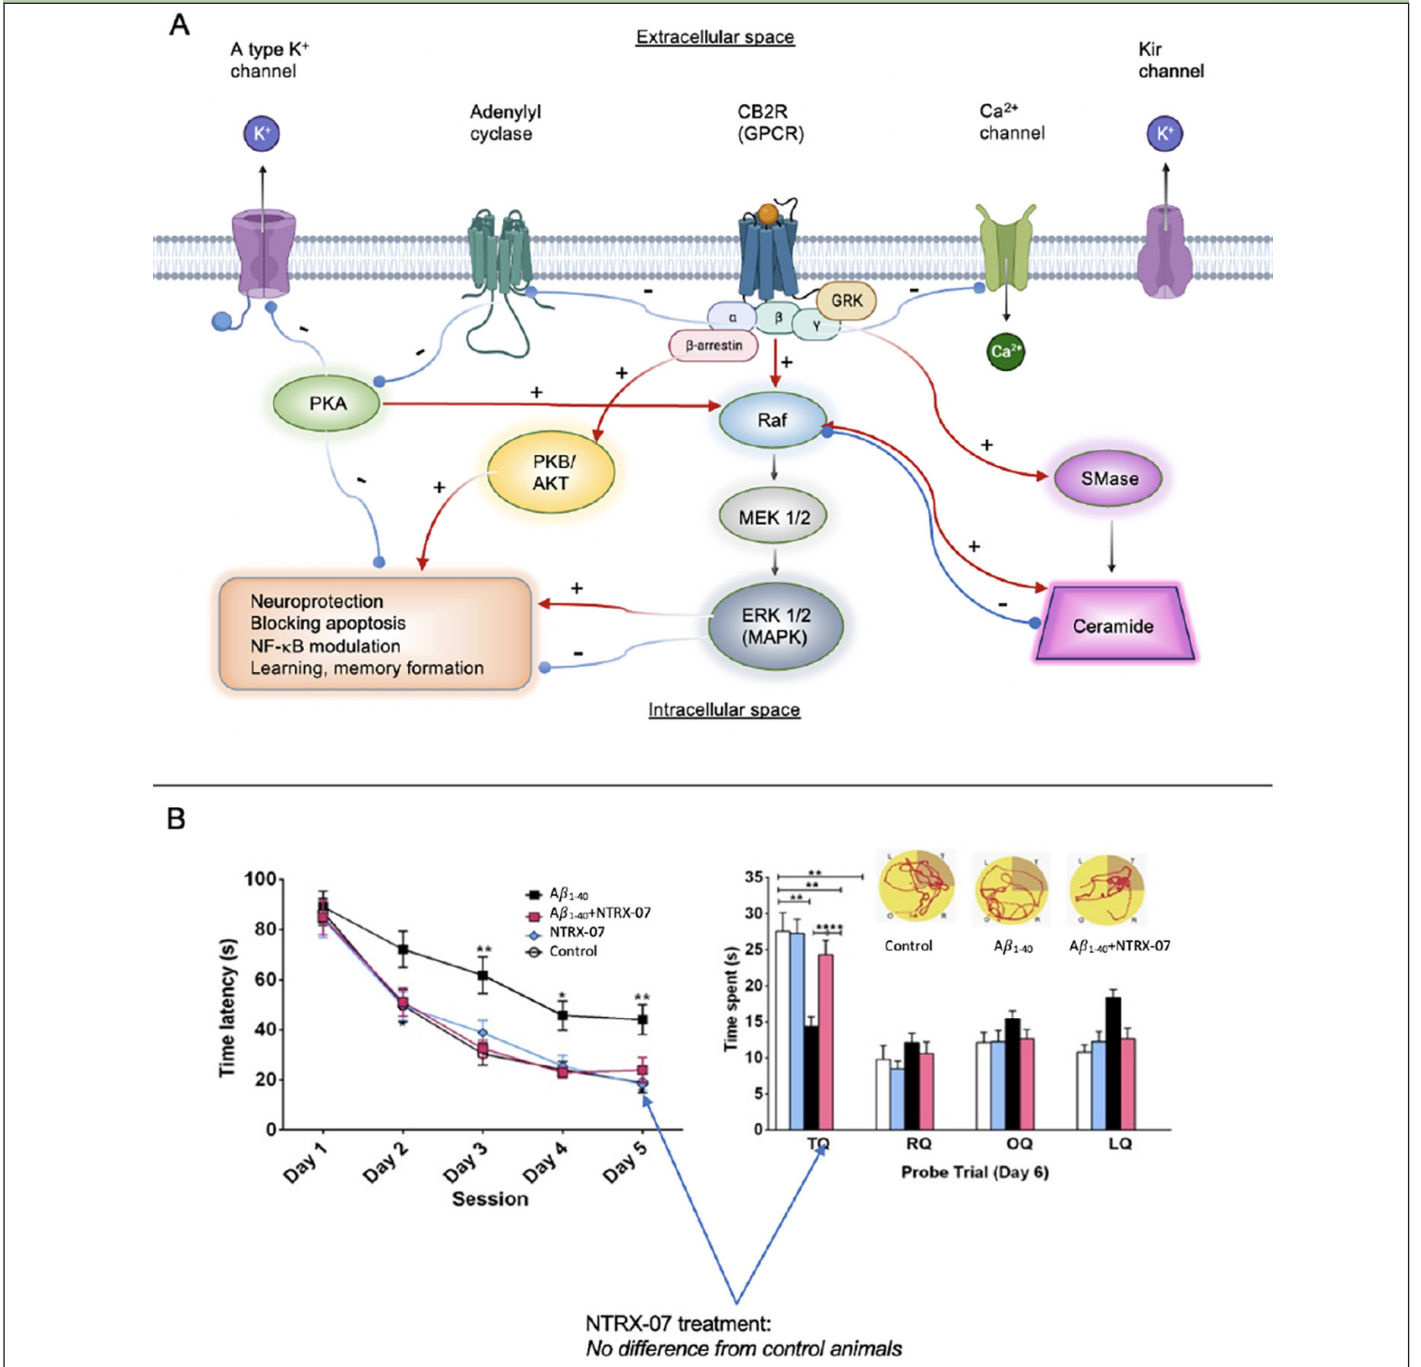 A
Extracellular space
A type K⁺
channel
Kir
channel
Adenylyl
cyclase
CB2R
(GPCR)
Ca²⁺
channel
K⁺
K⁺
-
-
GRK
α
β
γ
β-arrestin
Ca²⁺
-
-
+
+
+
PKA
Raf
+
PKB/
AKT
-
+
SMase
MEK 1/2
+
-
+
Neuroprotection
Blocking apoptosis
NF-κB modulation
Learning, memory formation
ERK 1/2
(MAPK)
Ceramide
-
Intracellular space
B
Time latency (s)
100
80
60
40
20
0
Aβ₁₋₄₀
Aβ₁₋₄₀+NTRX-07
NTRX-07
Control
**
*
**
*
Day 1
Day 2
Day 3
Day 4
Day 5
Session
Time spent (s)
35
30
25
20
15
10
5
0
**
**
**
****
L T
O R
Control
L T
O R
Aβ₁₋₄₀
L T
O R
Aβ₁₋₄₀+NTRX-07
TQ
RQ
OQ
LQ
Probe Trial (Day 6)
NTRX-07 treatment:
No difference from control animals